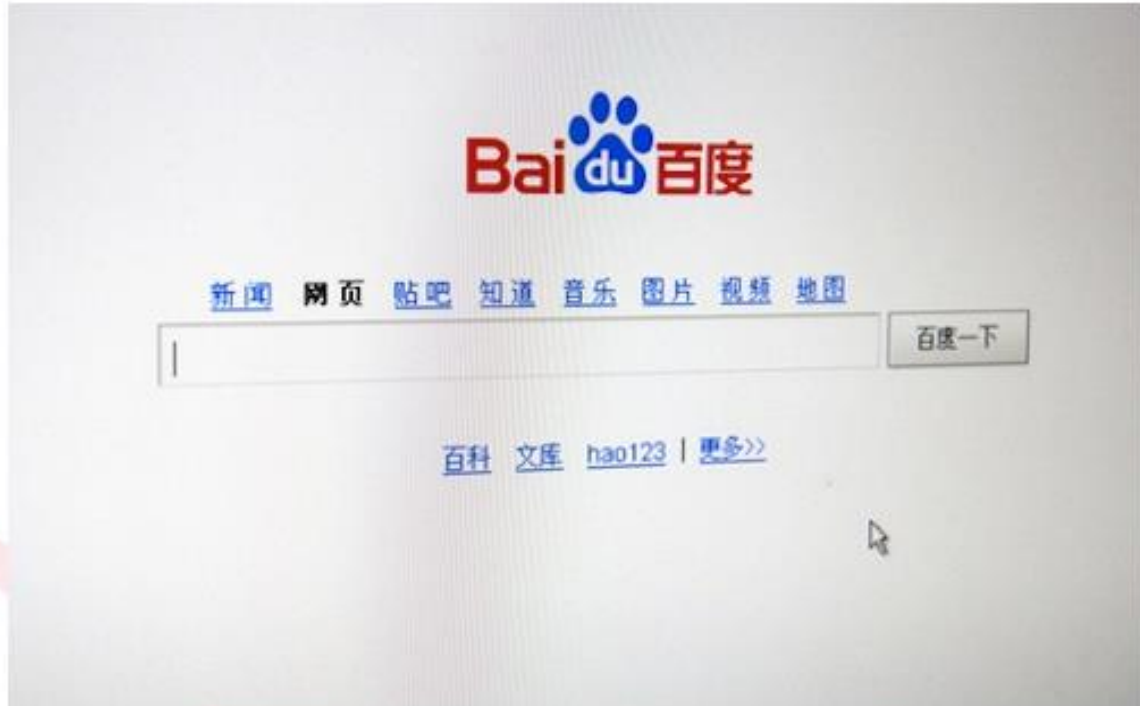 Bai du 百度
新闻 网页 贴吧 知道 音乐 图片 视频 地图
百度一下
百科 文库 hao123 | 更多>>